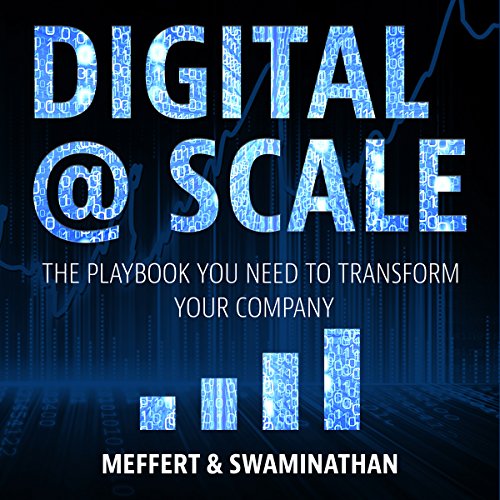 DIGITAL
@ SCALE
THE PLAYBOOK YOU NEED TO TRANSFORM
YOUR COMPANY
MEFFERT & SWAMINATHAN